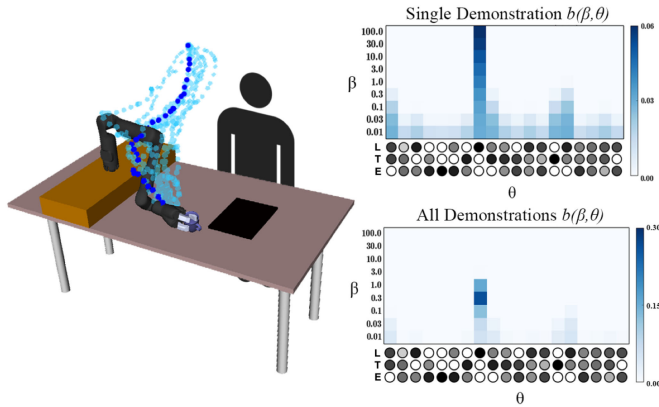 Single Demonstration b(β,θ)
β
100.0
30.0
10.0
3.0
1.0
0.3
0.1
0.03
0.01
L
T
E
θ
0.06
0.03
0.00
All Demonstrations b(β,θ)
β
100.0
30.0
10.0
3.0
1.0
0.3
0.1
0.03
0.01
L
T
E
θ
0.30
0.15
0.00